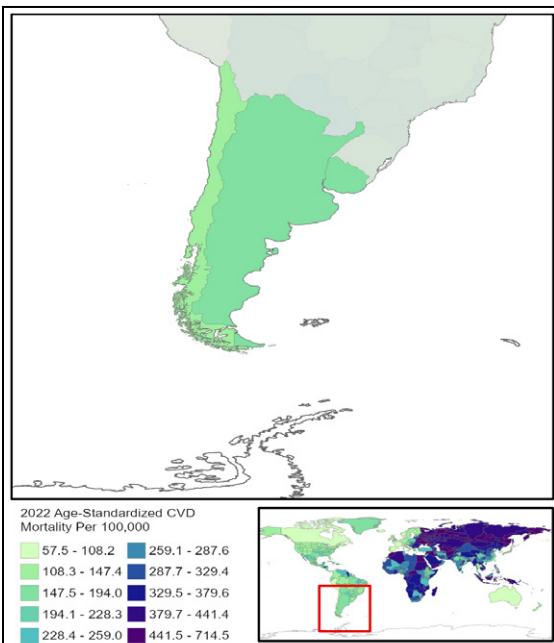 2022 Age-Standardized CVD
Mortality Per 100,000
57.5 - 108.2
108.3 - 147.4
147.5 - 194.0
194.1 - 228.3
228.4 - 259.0
259.1 - 287.6
287.7 - 329.4
329.5 - 379.6
379.7 - 441.4
441.5 - 714.5